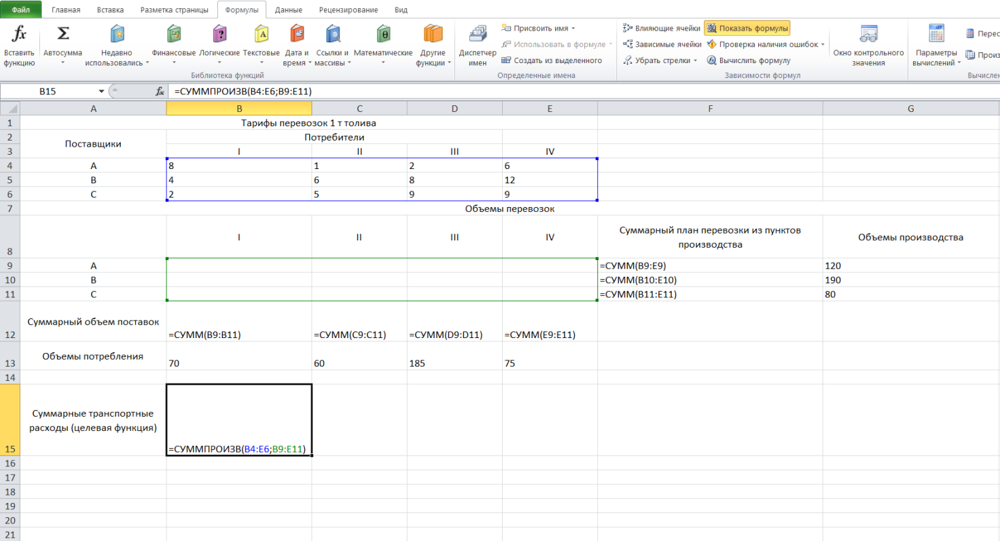 Файл Главная Вставка Разметка страницы Формулы Данные Рецензирование Вид
fx Σ ? A θ
Вставить функцию
Автосумма
Недавно использовались
Финансовые
Логические
Текстовые
Дата и время
Ссылки и массивы
Математические
Другие функции
Библиотека функций
Диспетчер имен
Присвоить имя
Использовать в формуле
Создать из выделенного
Определенные имена
Влияющие ячейки
Зависимые ячейки
Убрать стрелки
Показать формулы
Проверка наличия ошибок
Вычислить формулу
Зависимости формул
Окно контрольного значения
Параметры вычислений
Перес
Произ
Вычислен
B15 fx =СУММПРОИЗВ(B4:E6;B9:E11)
A B C D E F G
1 Тарифы перевозок 1 т толива
2 Поставщики Потребители
3 I II III IV
4 A 8 1 2 6
5 B 4 6 8 12
6 C 2 5 9 9
7 Объемы перевозок
8 I II III IV Суммарный план перевозки из пунктов производства Объемы производства
9 A =СУММ(B9:E9) 120
10 B =СУММ(B10:E10) 190
11 C =СУММ(B11:E11) 80
12 Суммарный объем поставок =СУММ(B9:B11) =СУММ(C9:C11) =СУММ(D9:D11) =СУММ(E9:E11)
13 Объемы потребления 70 60 185 75
14
15 Суммарные транспортные расходы (целевая функция) =СУММПРОИЗВ(B4:E6;B9:E11)
16
17
18
19
20
21